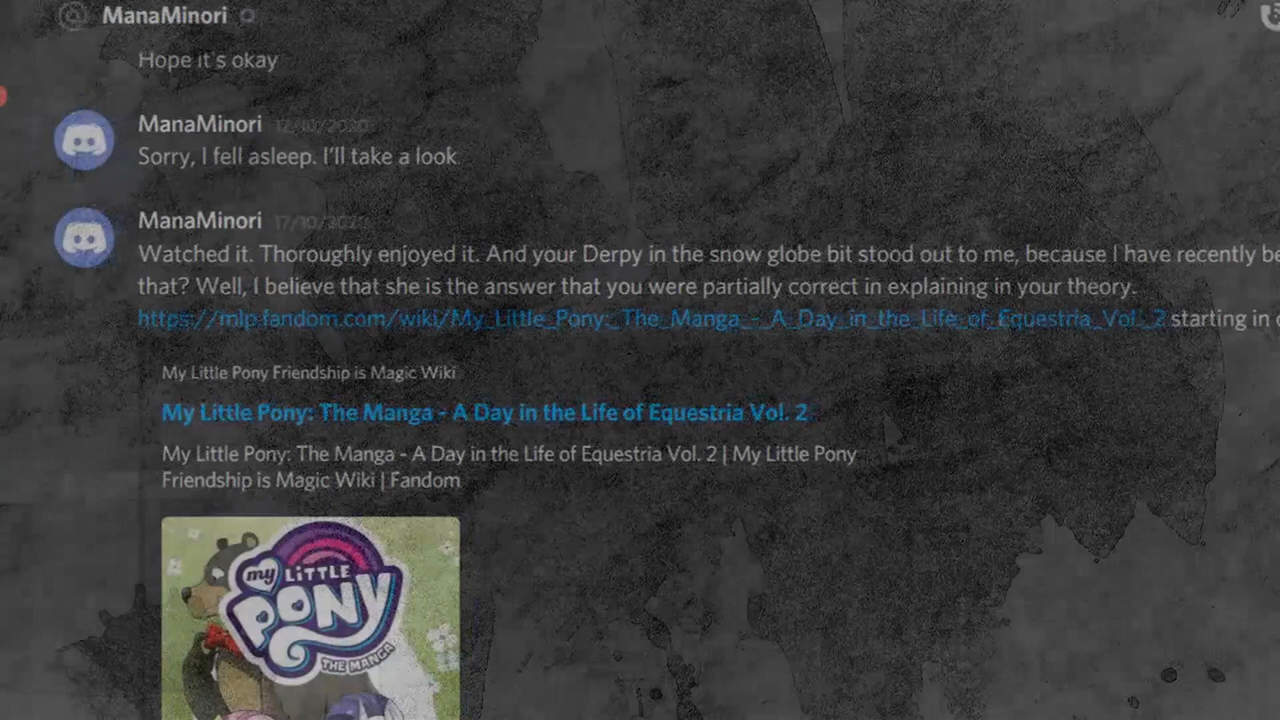 ManaMinori
Hope it's okay
ManaMinori
Sorry, I fell asleep. I'll take a look
ManaMinori 17/10/2020
Watched it. Thoroughly enjoyed it. And your Derpy in the snow globe bit stood out to me, because I have recently be
that? Well, I believe that she is the answer that you were partially correct in explaining in your theory.
https://mlp.fandom.com/wiki/My_Little_Pony:_The_Manga_-_A_Day_in_the_Life_of_Equestria_Vol._2 starting in
My Little Pony Friendship is Magic Wiki
My Little Pony: The Manga - A Day in the Life of Equestria Vol. 2
My Little Pony: The Manga - A Day in the Life of Equestria Vol. 2 | My Little Pony
Friendship is Magic Wiki | Fandom
my LiTTLE
PONY
THE MANGA